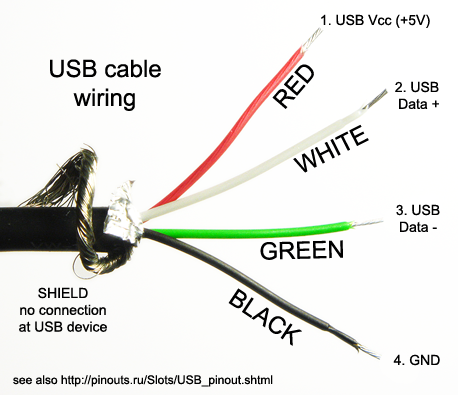 USB cable
wiring
1. USB Vcc (+5V)
RED
2. USB
Data +
WHITE
3. USB
Data -
GREEN
BLACK
SHIELD
no connection
at USB device
4. GND
see also http://pinouts.ru/Slots/USB_pinout.shtml